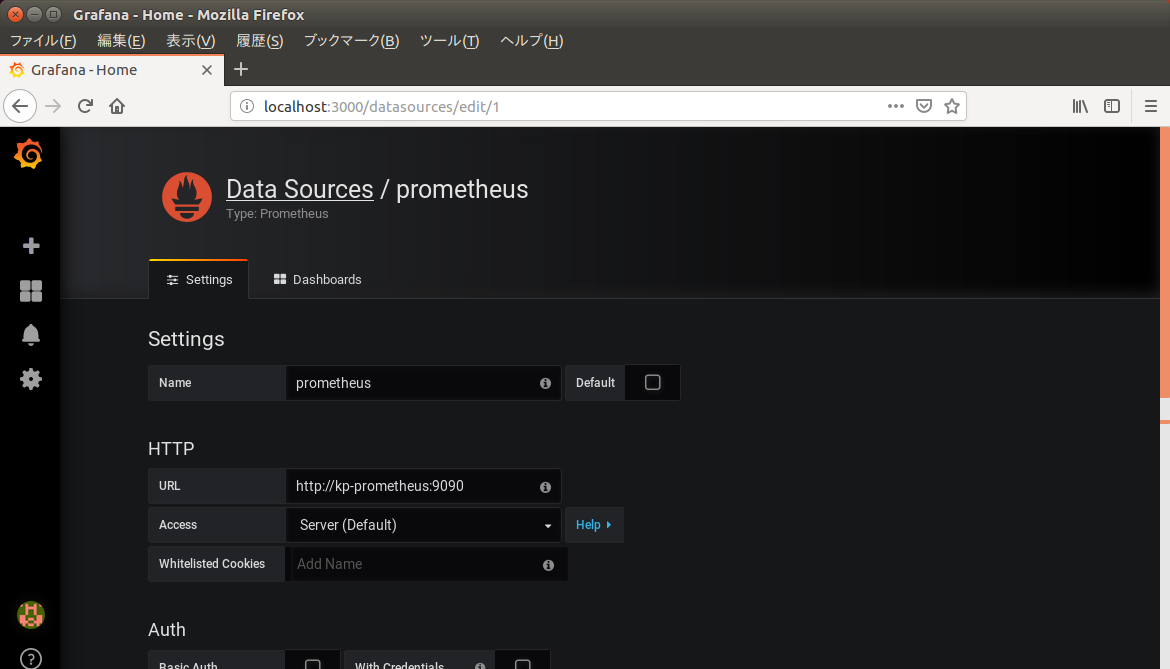 Grafana - Home - Mozilla Firefox
ファイル(F) 編集(E) 表示(V) 履歴(S) ブックマーク(B) ツール(T) ヘルプ(H)
Grafana - Home
localhost:3000/datasources/edit/1
Data Sources / prometheus
Type: Prometheus
Settings Dashboards
Settings
Name prometheus Default
HTTP
URL http://kp-prometheus:9090
Access Server (Default) Help
Whitelisted Cookies Add Name
Auth
Basic Auth With Credentials